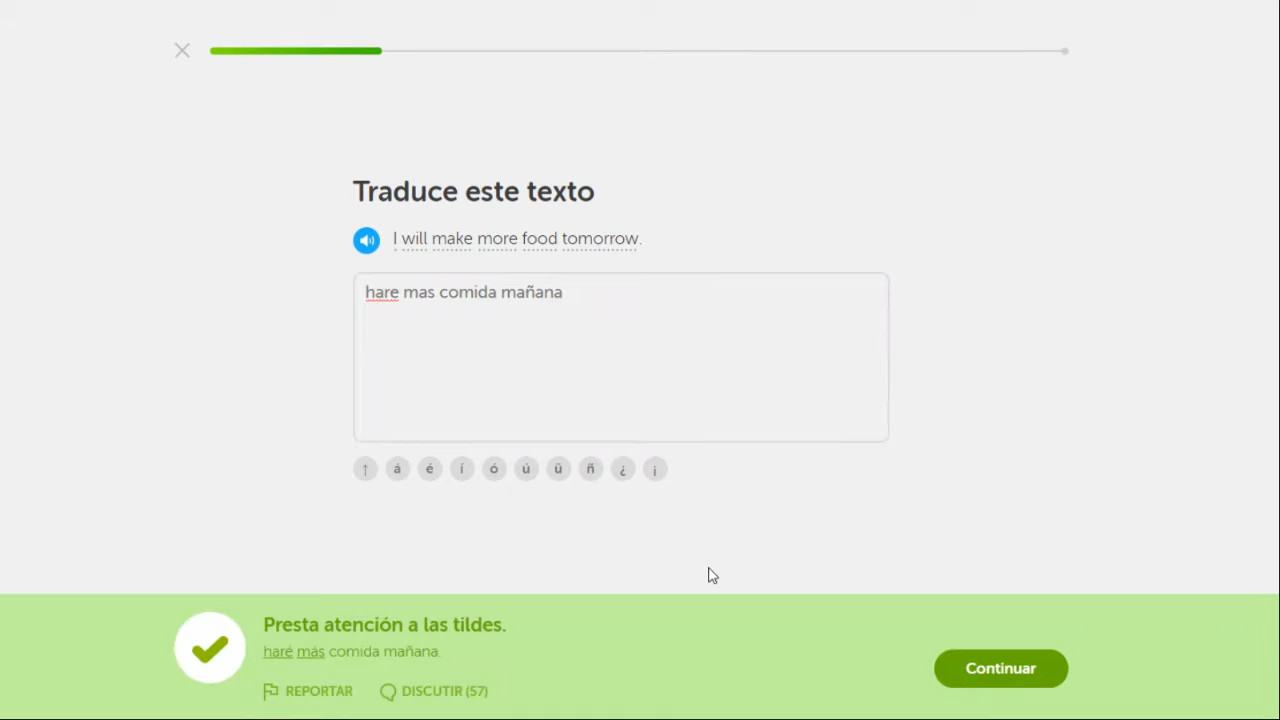 Traduce este texto
I will make more food tomorrow.
hare mas comida mañana
↑ á é í ó ú ü ñ ¿ ¡
Presta atención a las tildes.
haré más comida mañana.
Continuar
REPORTAR DISCUTIR (57)